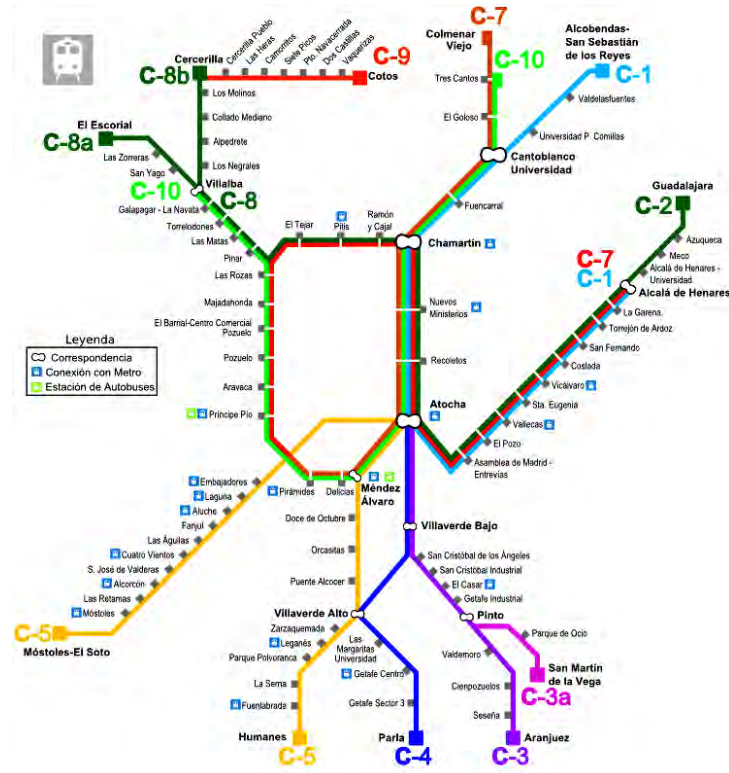 C-7
Colmenar
Viejo
Alcobendas-
San Sebastián
de los Reyes
C-1
Cercerilla
C-8b
Cercerilla Pueblo
Las Heras
Camorritos
Siete Picos
Pto. Navacerrada
Dos Castillas
Vaquerizas
C-9
Cotos
Tres Cantos
C-10
Valdelasfuentes
Los Molinos
El Goloso
Universidad P. Comillas
El Escorial
C-8a
Collado Mediano
Alpedrete
Los Negrales
Las Zorreras
San Yago
Cantoblanco
Universidad
C-10
Villalba
C-8
Guadalajara
C-2
Galapagar - La Navata
Torrelodones
Las Matas
Pinar
El Tejar
Pitis
Ramón
y Cajal
Fuencarral
Chamartín
Azuqueca
Meco
Alcalá de Henares -
Universidad
C-7
C-1
Alcalá de Henares
Las Rozas
Majadahonda
El Barrial-Centro Comercial
Pozuelo
Pozuelo
Aravaca
Príncipe Pío
Nuevos
Ministerios
Recoletos
La Garena
Torrejón de Ardoz
San Fernando
Coslada
Vicálvaro
Sta. Eugenia
Vallecas
El Pozo
Asamblea de Madrid -
Entrevías
Leyenda
Correspondencia
Conexión con Metro
Estación de Autobuses
Atocha
Embajadores
Laguna
Aluche
Fanjul
Las Águilas
Cuatro Vientos
S. José de Valderas
Alcorcón
Las Retamas
Móstoles
C-5
Móstoles-El Soto
Pirámides
Delicias
Méndez
Álvaro
Doce de Octubre
Orcasitas
Puente Alcocer
Villaverde Alto
Villaverde Bajo
San Cristóbal de los Ángeles
San Cristóbal Industrial
El Casar
Getafe Industrial
Pinto
Zarzaquemada
Leganés
Parque Polvoranca
La Serna
Fuenlabrada
Humanes
C-5
Las
Margaritas
Universidad
Getafe Centro
Getafe Sector 3
Parla
C-4
Parque de Ocio
Valdemoro
San Martín
de la Vega
C-3a
Cienpozuelos
Seseña
Aranjuez
C-3